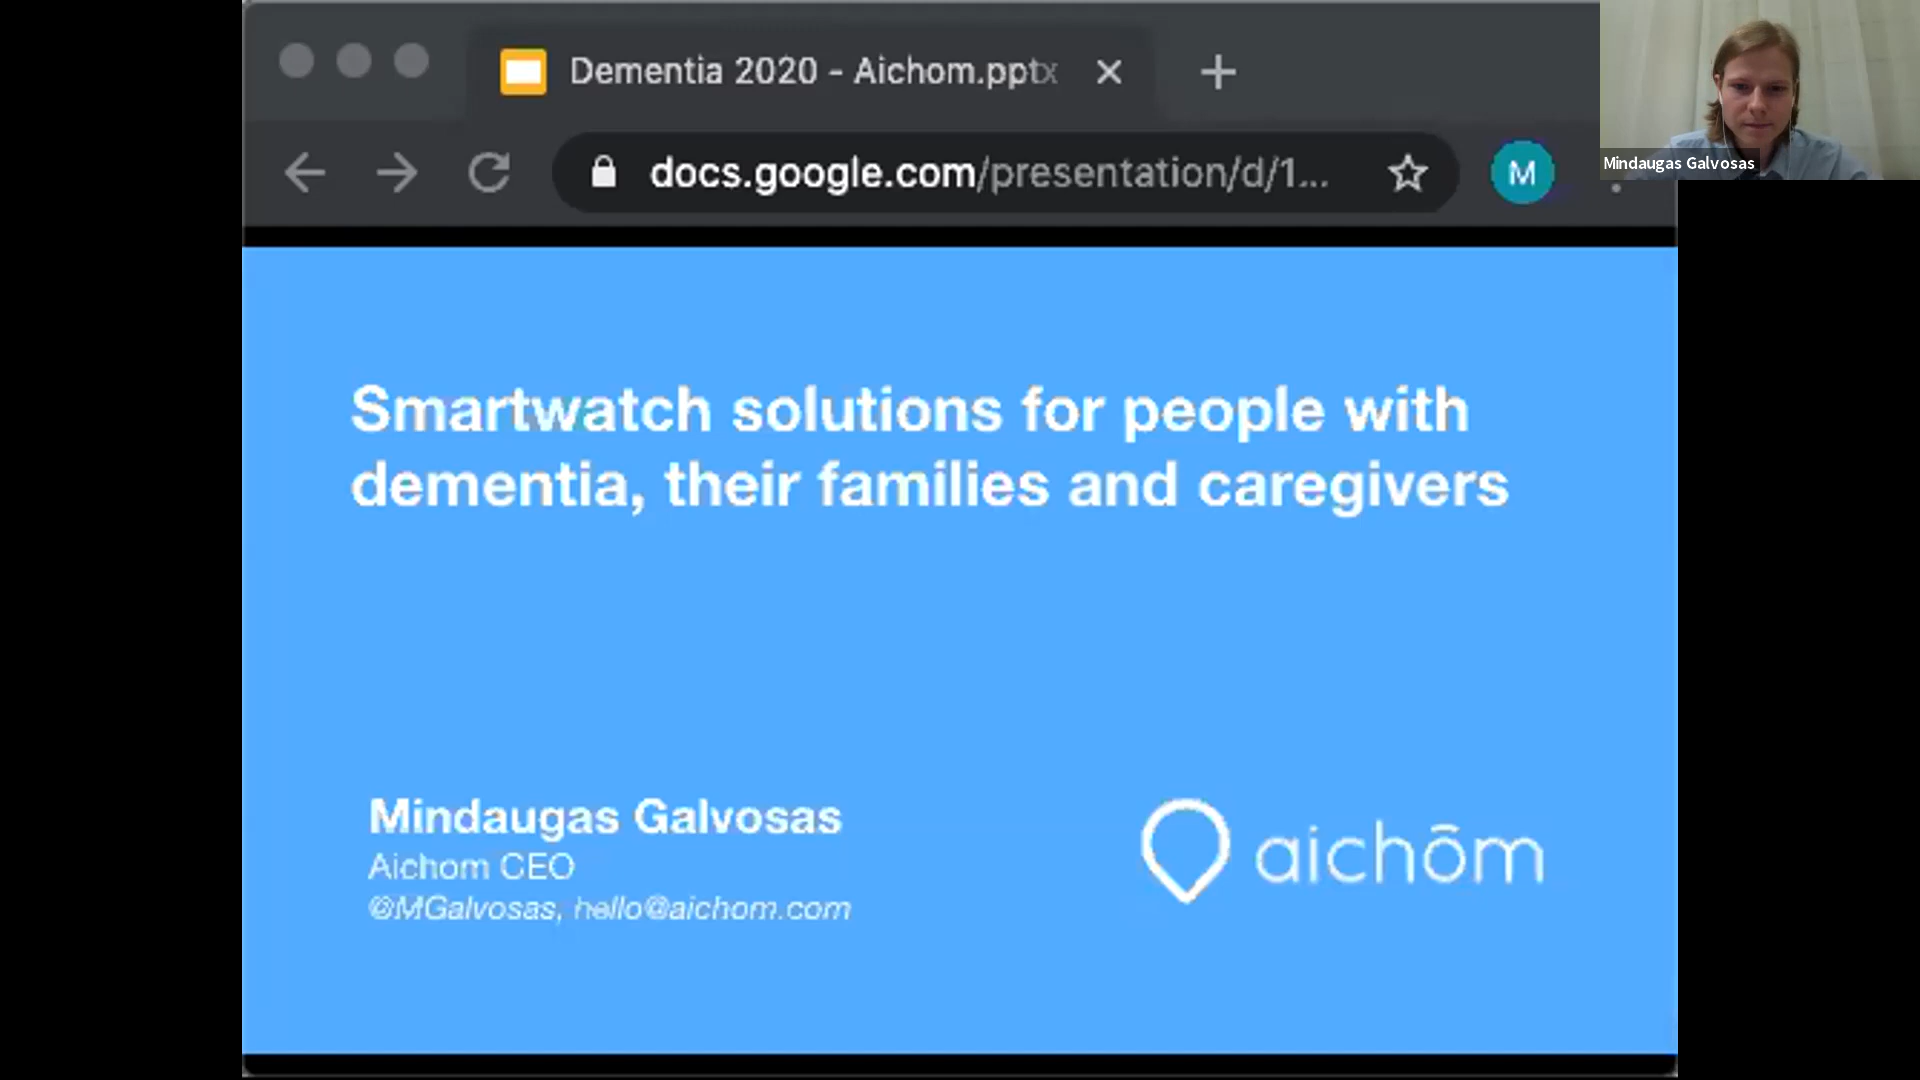 Dementia 2020 - Aichom.pptx
docs.google.com/presentation/d/1...
M
Mindaugas Galvosas
Smartwatch solutions for people with
dementia, their families and caregivers
Mindaugas Galvosas
Aichom CEO
@MGalvosas, hello@aichom.com
aichōm